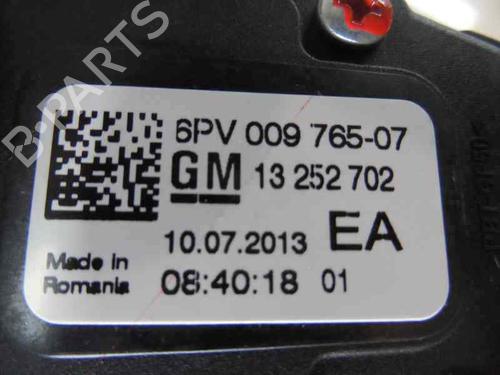 B-PARTS
6PV 009 765-07
GM 13 252 702
10.07.2013 EA
Made in
Romania
08:40:18 01